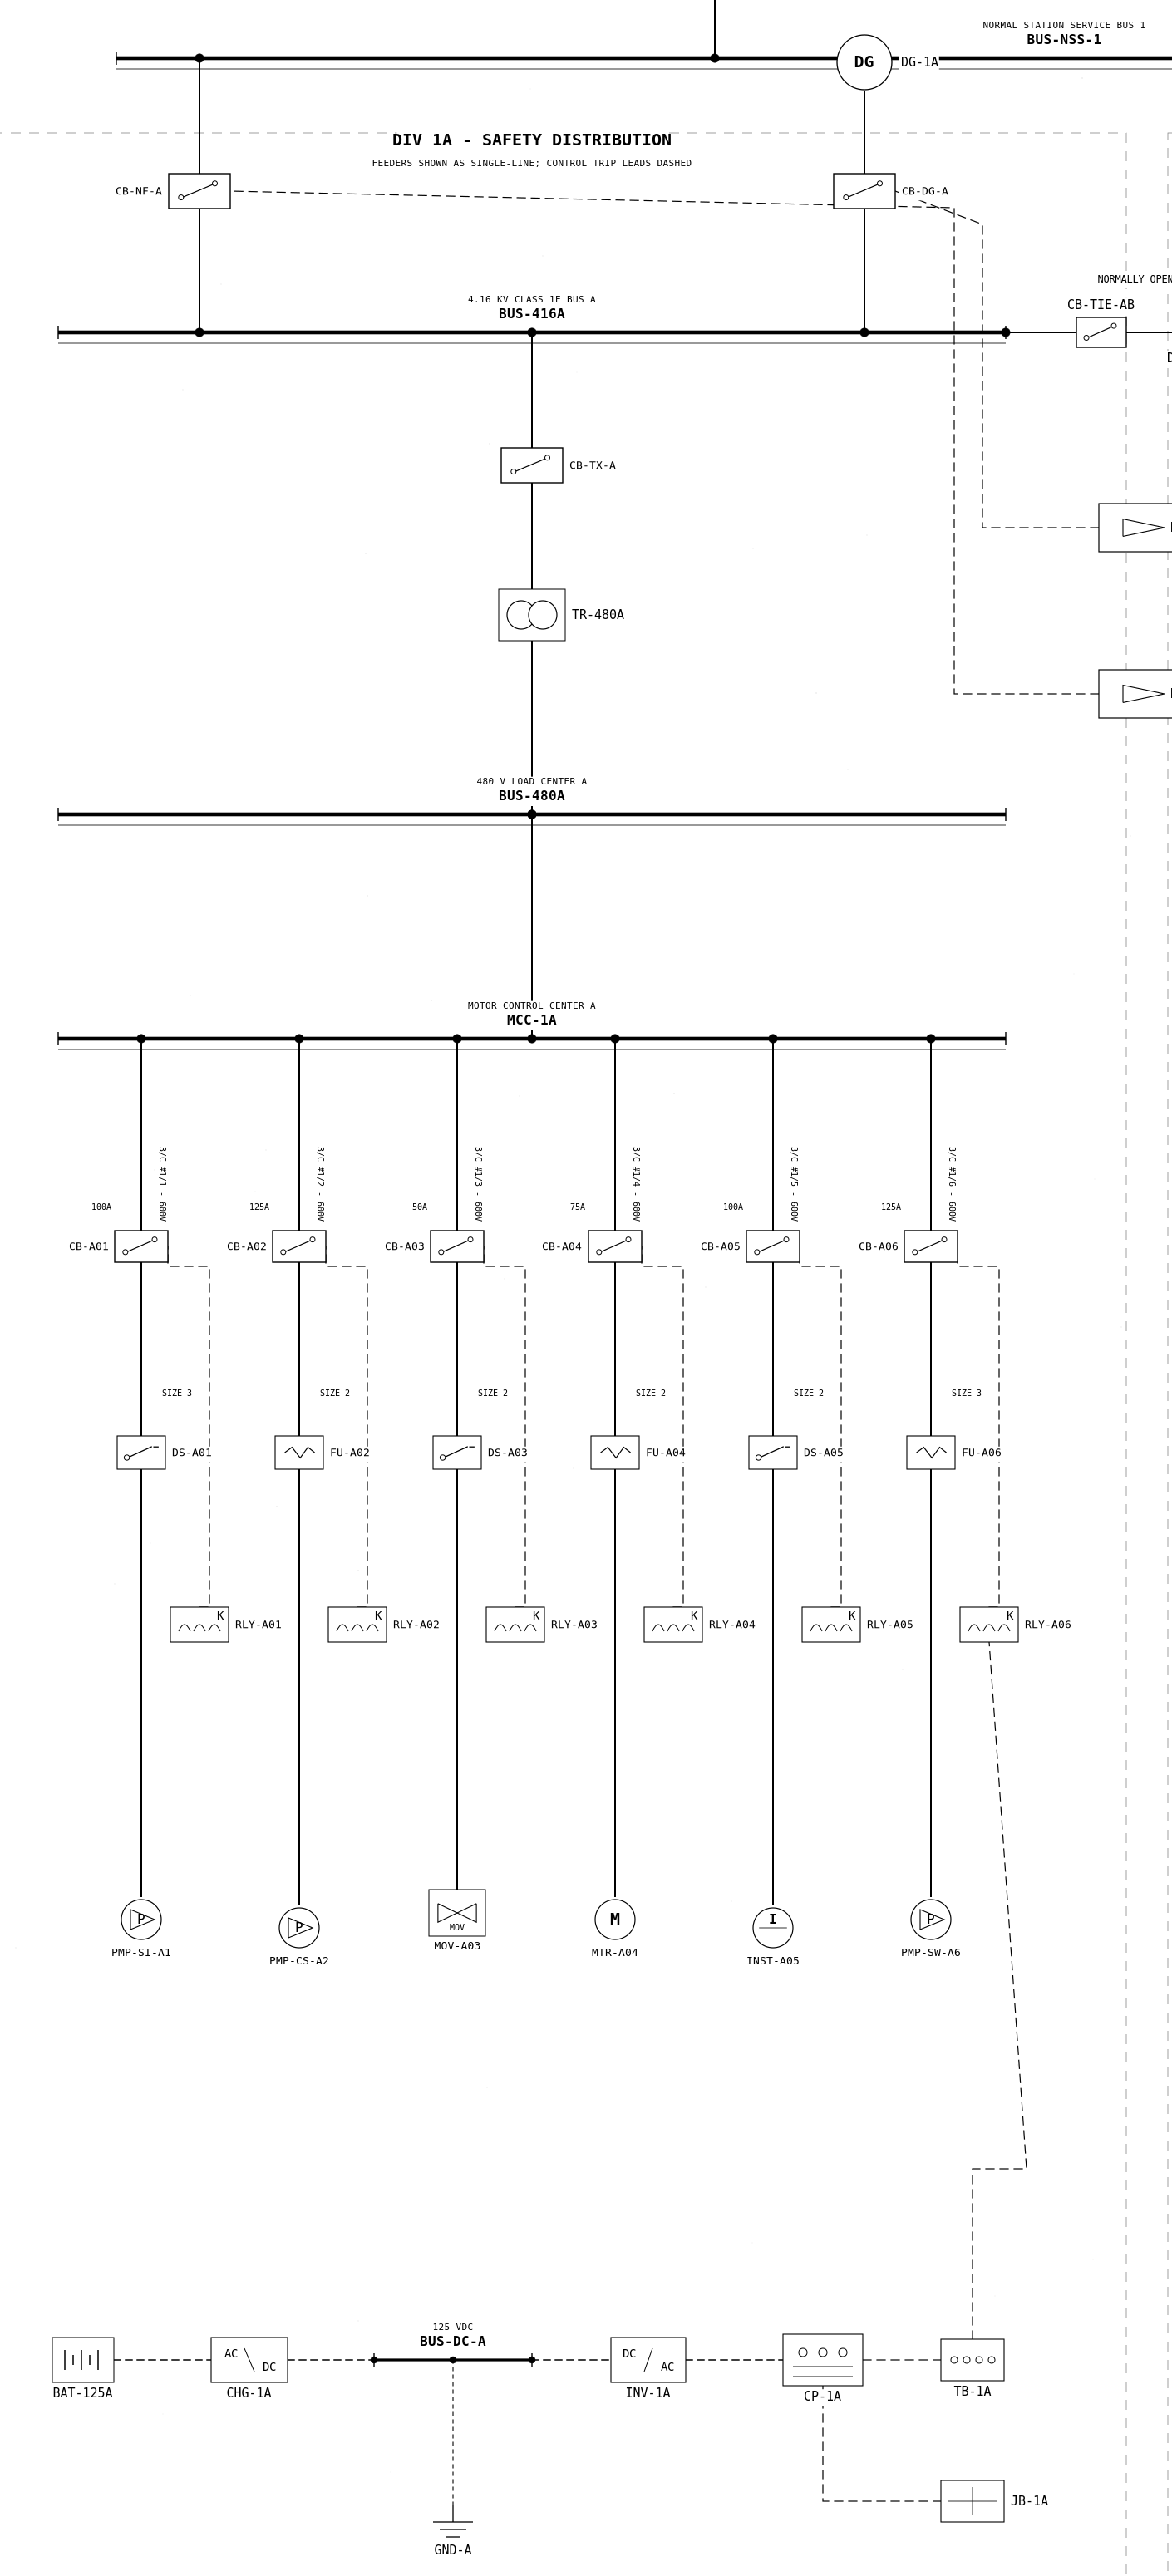 NORMAL STATION SERVICE BUS 1
BUS-NSS-1
DG
DG-1A
DIV 1A - SAFETY DISTRIBUTION
FEEDERS SHOWN AS SINGLE-LINE; CONTROL TRIP LEADS DASHED
CB-NF-A
CB-DG-A
NORMALLY OPEN
4.16 KV CLASS 1E BUS A
BUS-416A
CB-TIE-AB
CB-TX-A
TR-480A
480 V LOAD CENTER A
BUS-480A
MOTOR CONTROL CENTER A
MCC-1A
3/C #1/1 - 600V
3/C #1/2 - 600V
3/C #1/3 - 600V
3/C #1/4 - 600V
3/C #1/5 - 600V
3/C #1/6 - 600V
100A
125A
50A
75A
100A
125A
CB-A01
CB-A02
CB-A03
CB-A04
CB-A05
CB-A06
SIZE 3
SIZE 2
SIZE 2
SIZE 2
SIZE 2
SIZE 3
DS-A01
FU-A02
DS-A03
FU-A04
DS-A05
FU-A06
K
K
K
K
K
K
RLY-A01
RLY-A02
RLY-A03
RLY-A04
RLY-A05
RLY-A06
P
P
MOV
M
I
P
PMP-SI-A1
PMP-CS-A2
MOV-A03
MTR-A04
INST-A05
PMP-SW-A6
125 VDC
BUS-DC-A
AC
DC
DC
AC
BAT-125A
CHG-1A
INV-1A
CP-1A
TB-1A
JB-1A
GND-A